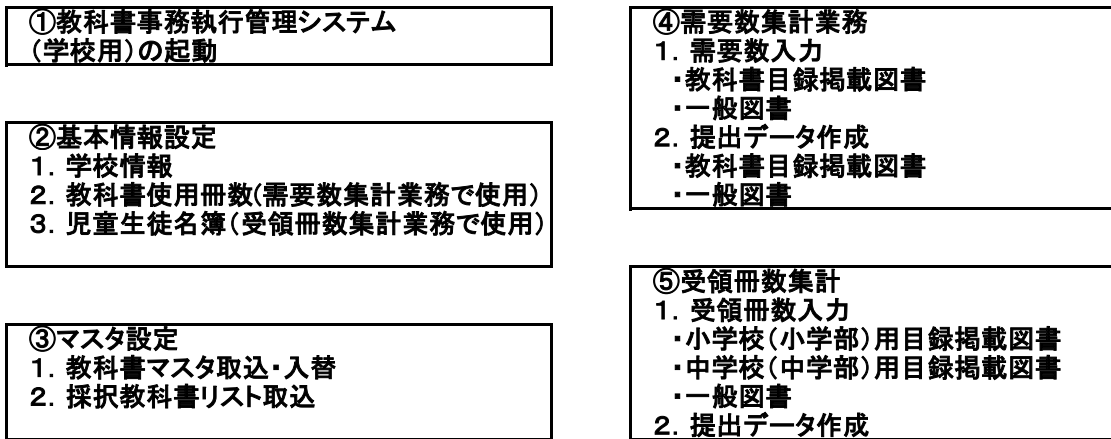 ①教科書事務執行管理システム
(学校用)の起動
②基本情報設定
1. 学校情報
2. 教科書使用冊数(需要数集計業務で使用)
3. 児童生徒名簿(受領冊数集計業務で使用)
③マスタ設定
1. 教科書マスタ取込・入替
2. 採択教科書リスト取込
④需要数集計業務
1. 需要数入力
・教科書目録掲載図書
・一般図書
2. 提出データ作成
・教科書目録掲載図書
・一般図書
⑤受領冊数集計
1. 受領冊数入力
・小学校(小学部)用目録掲載図書
・中学校(中学部)用目録掲載図書
・一般図書
2. 提出データ作成